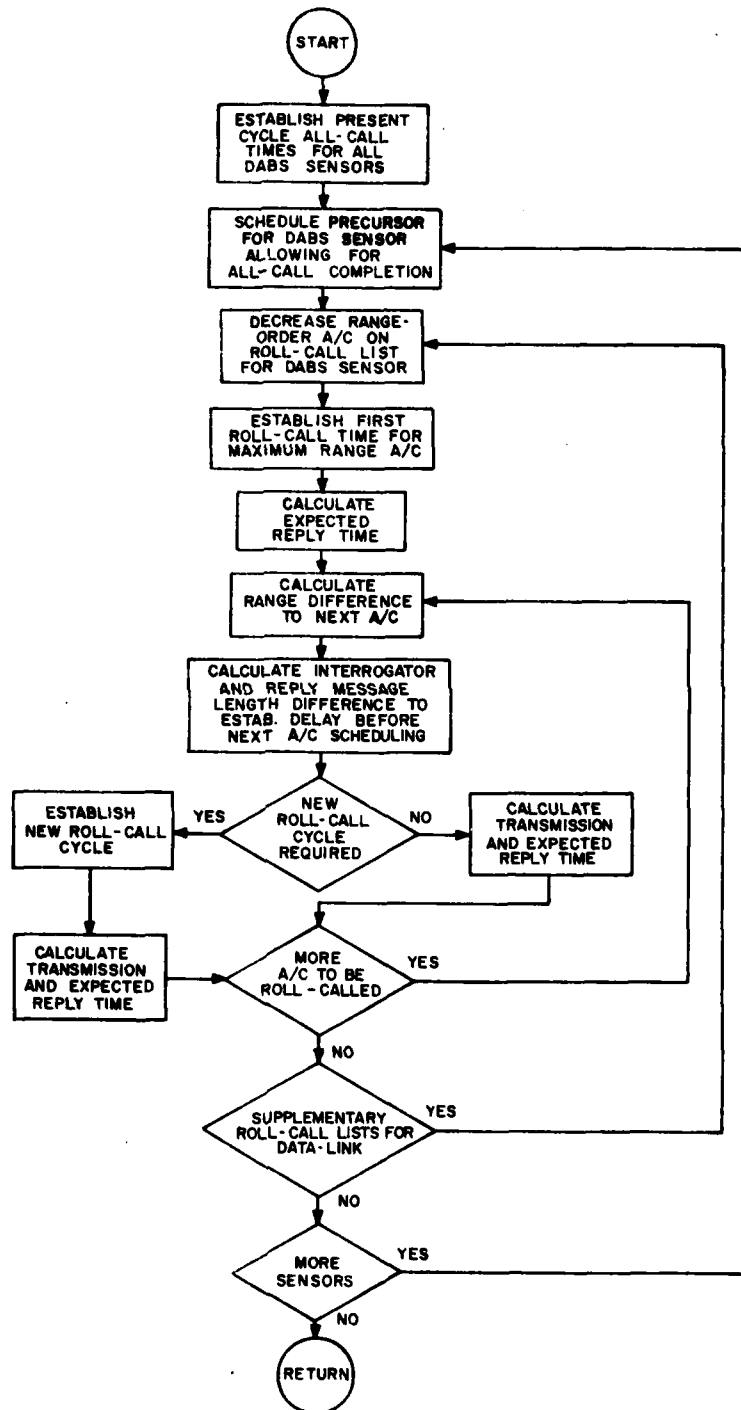 START
ESTABLISH PRESENT
CYCLE ALL-CALL
TIMES FOR ALL
DABS SENSORS
SCHEDULE PRECURSOR
FOR DABS SENSOR
ALLOWING FOR
ALL-CALL COMPLETION
DECREASE RANGE-
ORDER A/C ON
ROLL-CALL LIST
FOR DABS SENSOR
ESTABLISH FIRST
ROLL-CALL TIME FOR
MAXIMUM RANGE A/C
CALCULATE
EXPECTED
REPLY TIME
CALCULATE
RANGE DIFFERENCE
TO NEXT A/C
CALCULATE INTERROGATOR
AND REPLY MESSAGE
LENGTH DIFFERENCE TO
ESTAB. DELAY BEFORE
NEXT A/C SCHEDULING
ESTABLISH
NEW ROLL-CALL
CYCLE
YES
NEW
ROLL-CALL
CYCLE
REQUIRED
NO
CALCULATE
TRANSMISSION
AND EXPECTED
REPLY TIME
CALCULATE
TRANSMISSION
AND EXPECTED
REPLY TIME
MORE
A/C TO BE
ROLL-CALLED
YES
NO
SUPPLEMENTARY
ROLL-CALL LISTS FOR
DATA-LINK
YES
NO
MORE
SENSORS
YES
NO
RETURN